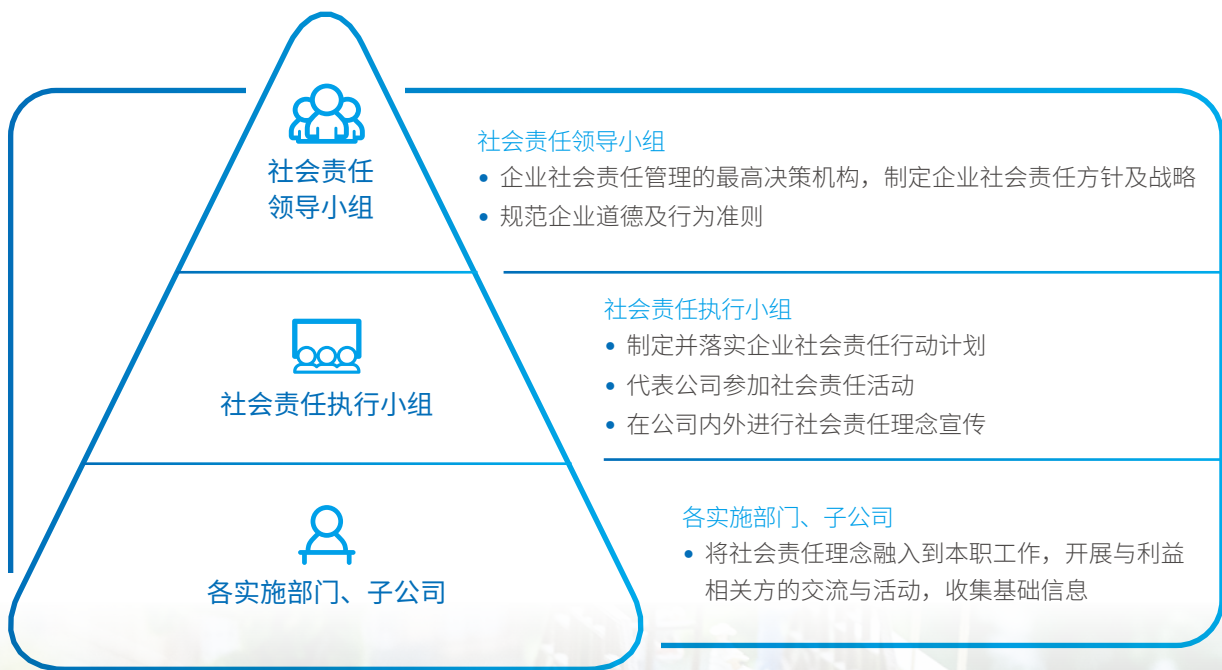 社会责任
领导小组
社会责任领导小组
• 企业社会责任管理的最高决策机构，制定企业社会责任方针及战略
• 规范企业道德及行为准则
社会责任执行小组
社会责任执行小组
• 制定并落实企业社会责任行动计划
• 代表公司参加社会责任活动
• 在公司内外进行社会责任理念宣传
各实施部门、子公司
各实施部门、子公司
• 将社会责任理念融入到本职工作，开展与利益
相关方的交流与活动，收集基础信息